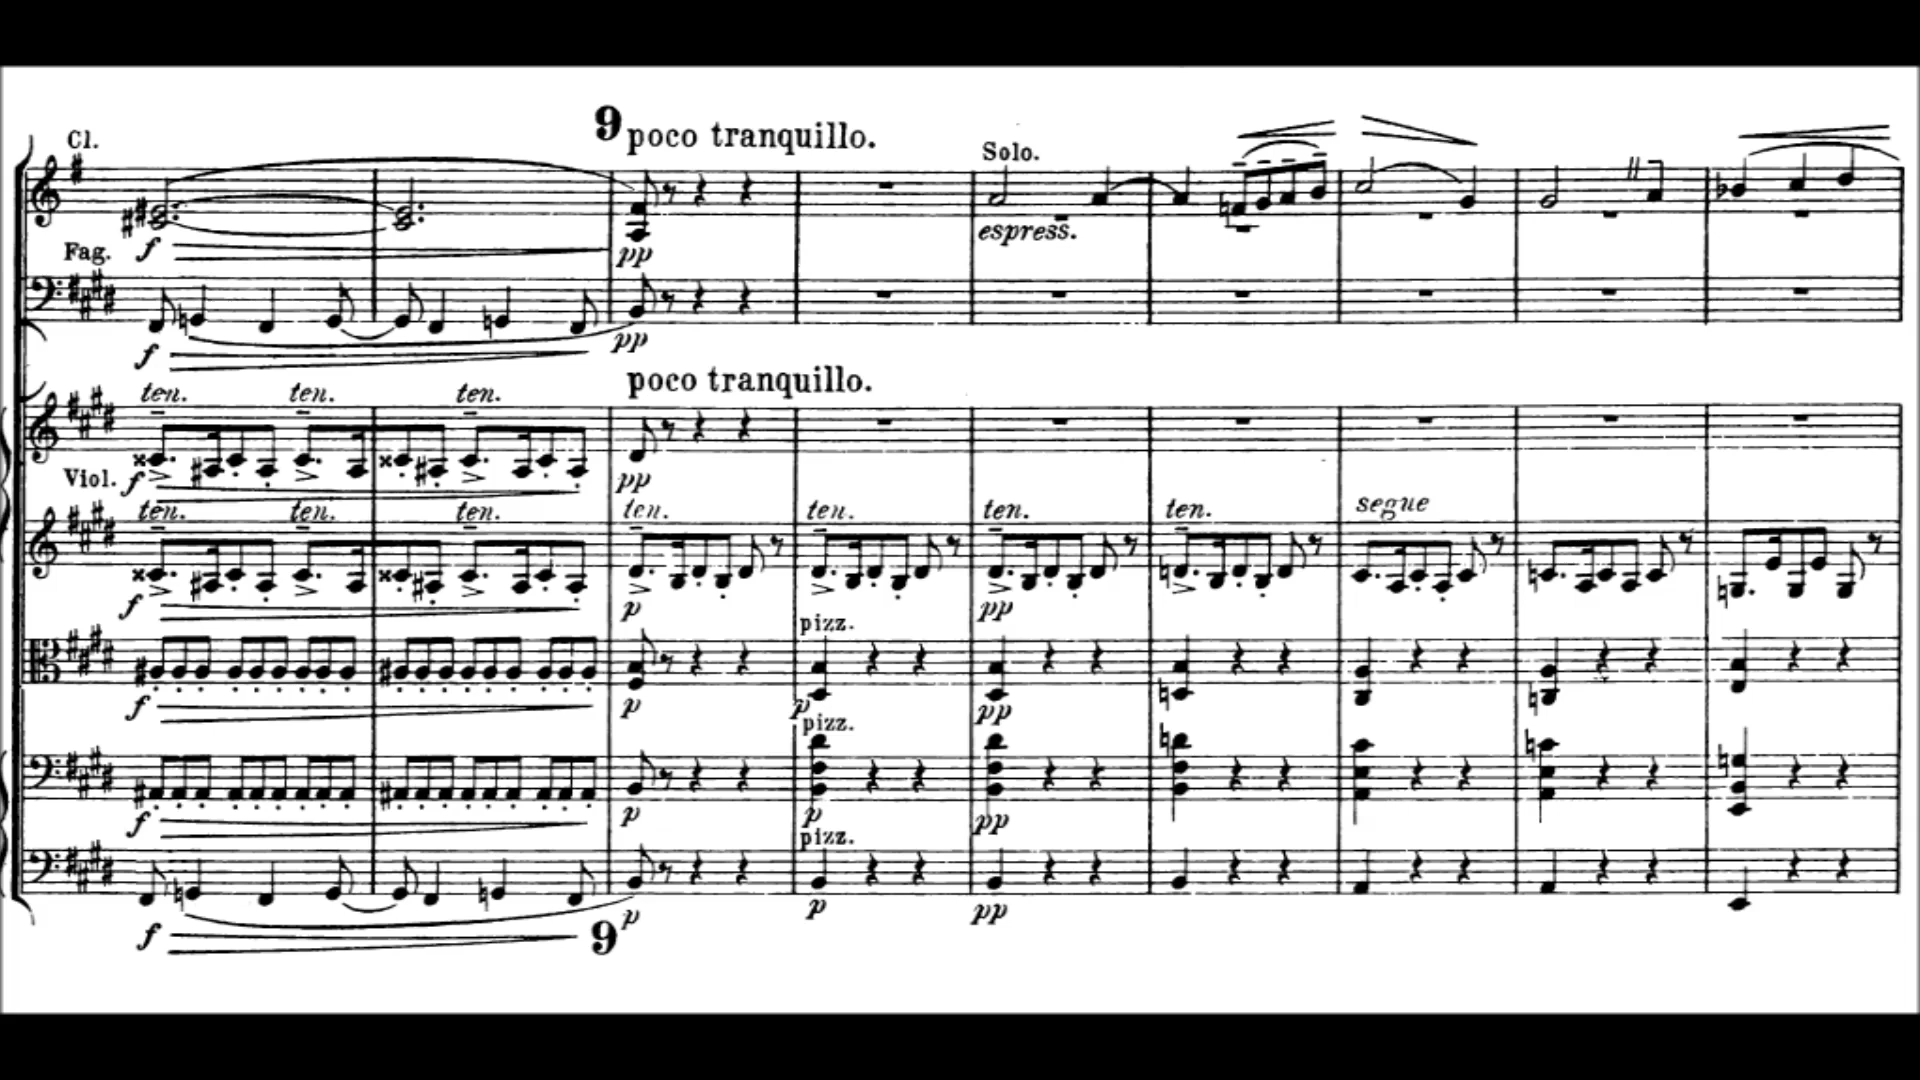 9 poco tranquillo.
Cl.
Solo.
espress.
f pp
Fag.
f pp
poco tranquillo.
ten. ten. ten.
Viol. f pp
ten. ten. ten. ten. ten. ten. ten. segue
f p pp
pizz.
f p p pp
pizz.
f p p pp
pizz.
f p p pp
9